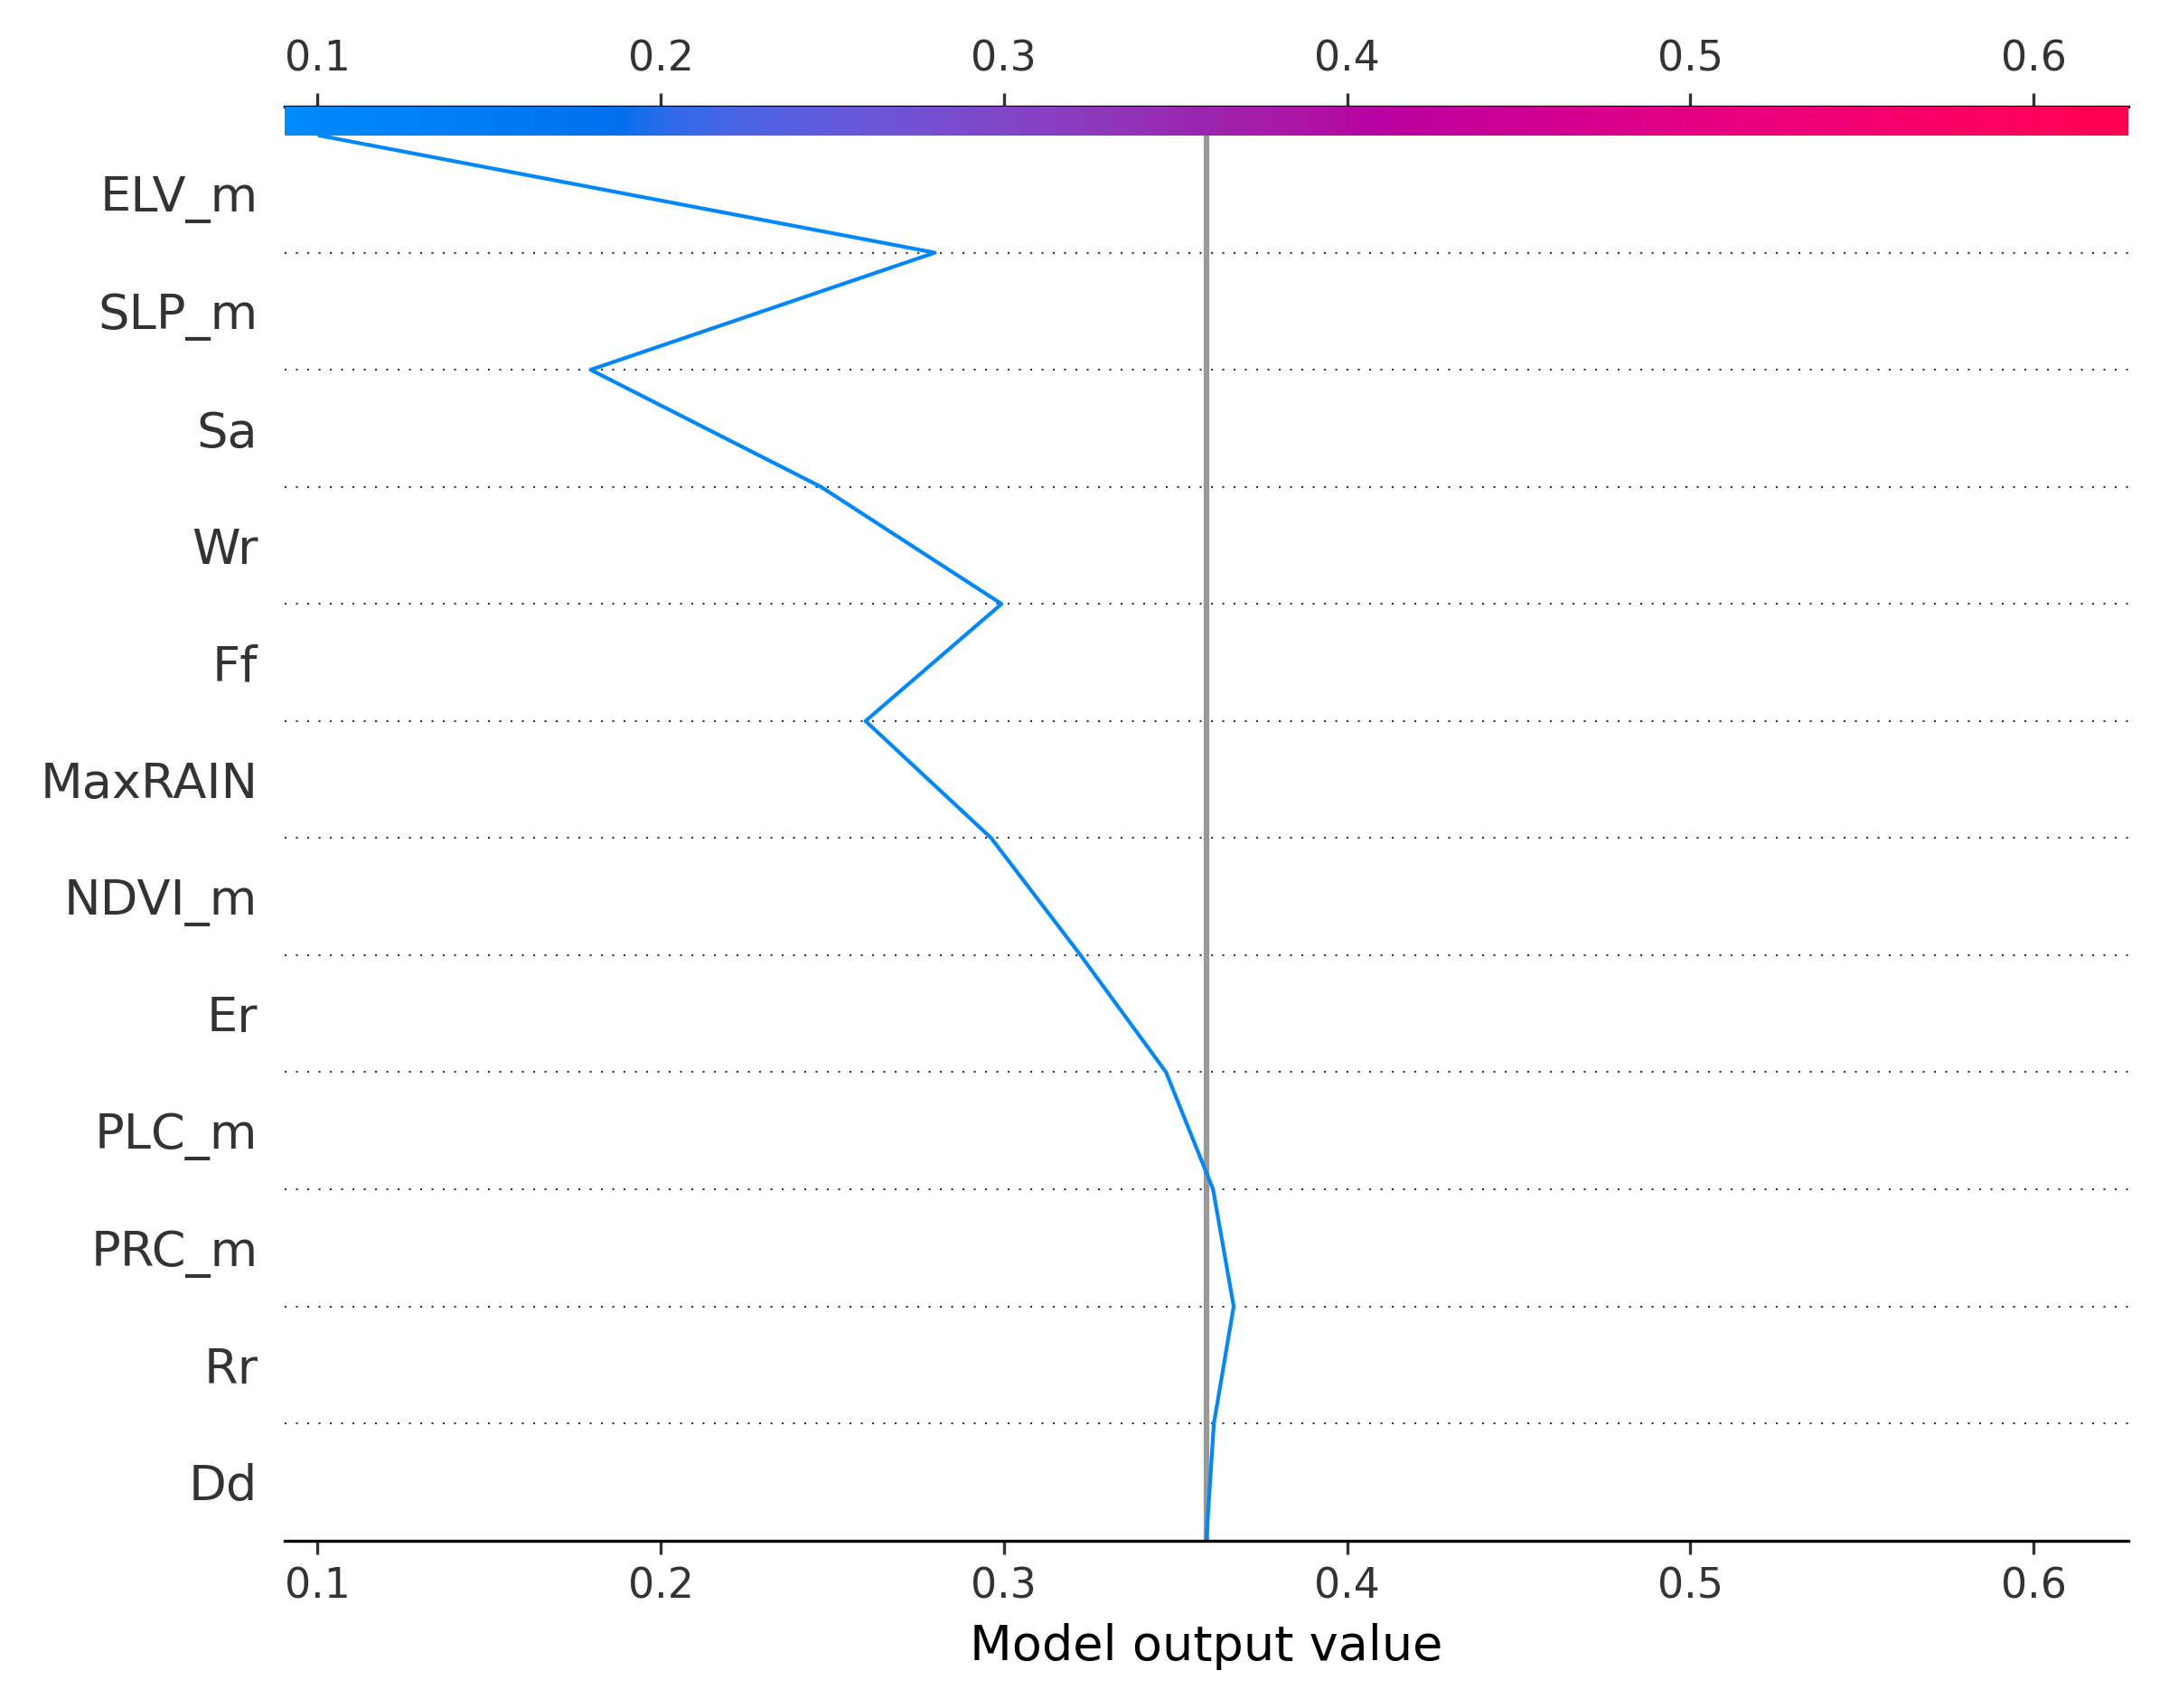 0.1 0.2 0.3 0.4 0.5 0.6
ELV_m
SLP_m
Sa
Wr
Ff
MaxRAIN
NDVI_m
Er
PLC_m
PRC_m
Rr
Dd
0.1 0.2 0.3 0.4 0.5 0.6
Model output value